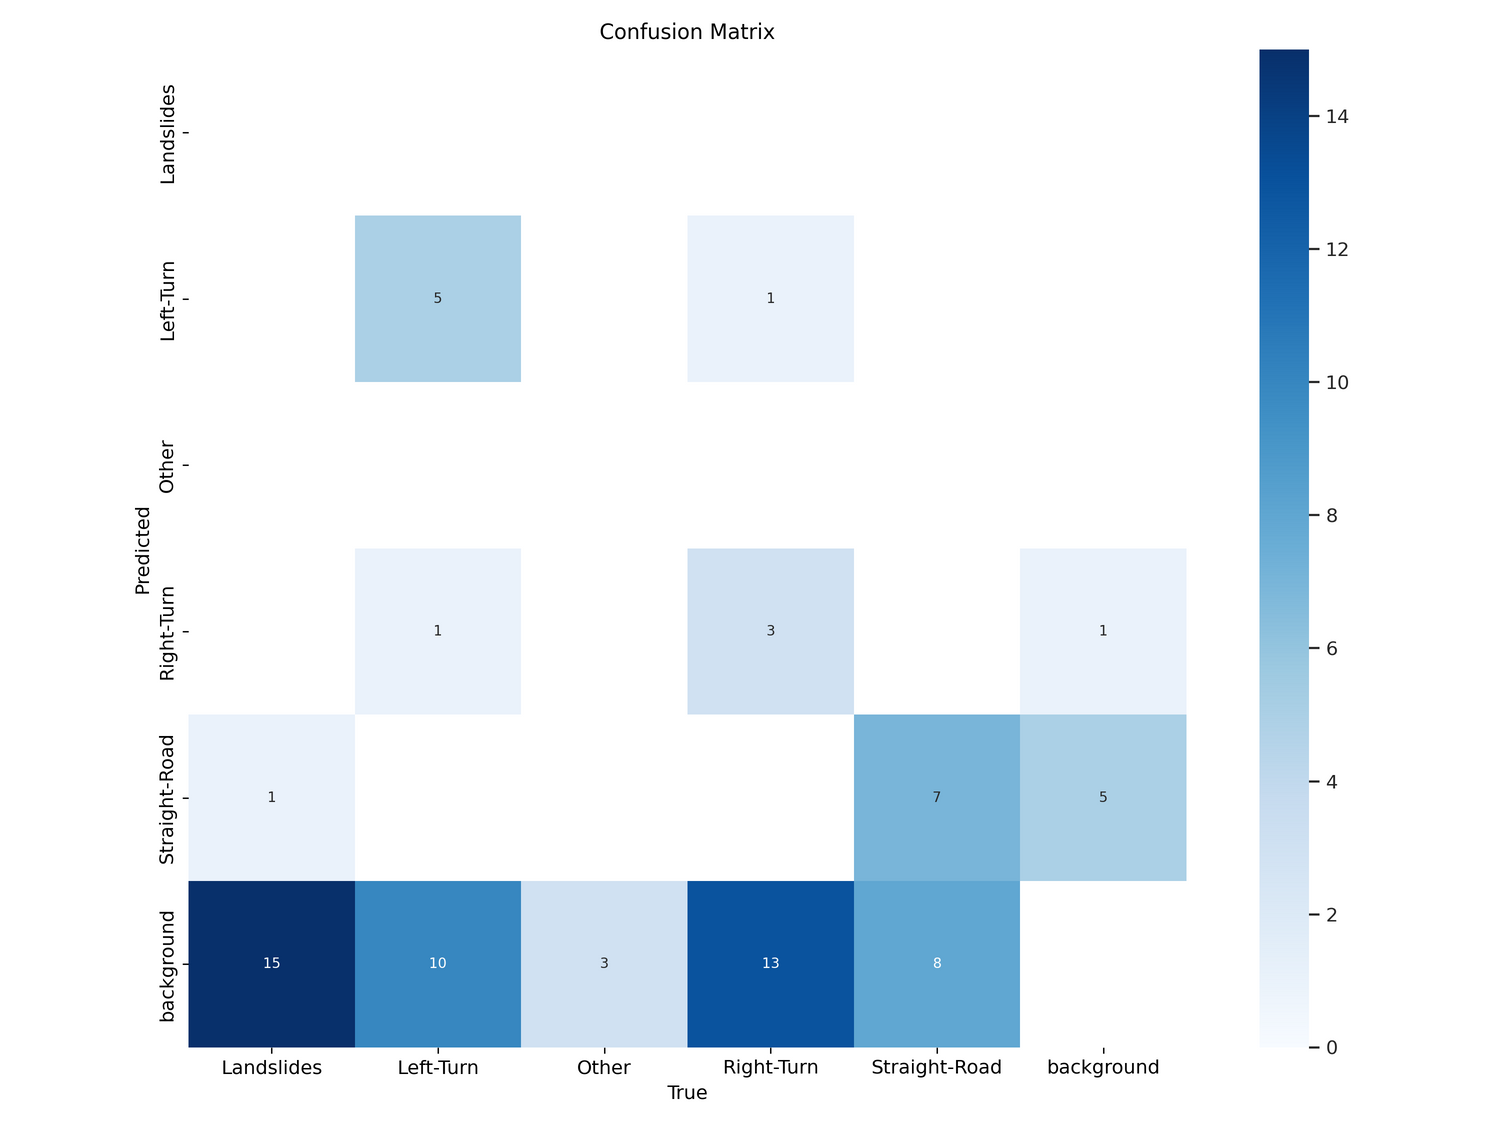 Confusion Matrix
Landslides
Left-Turn
5
1
Other
Predicted
Right-Turn
1
3
1
Straight-Road
1
7
5
background
15
10
3
13
8
Landslides
Left-Turn
Other
Right-Turn
Straight-Road
background
True
14
12
10
8
6
4
2
0